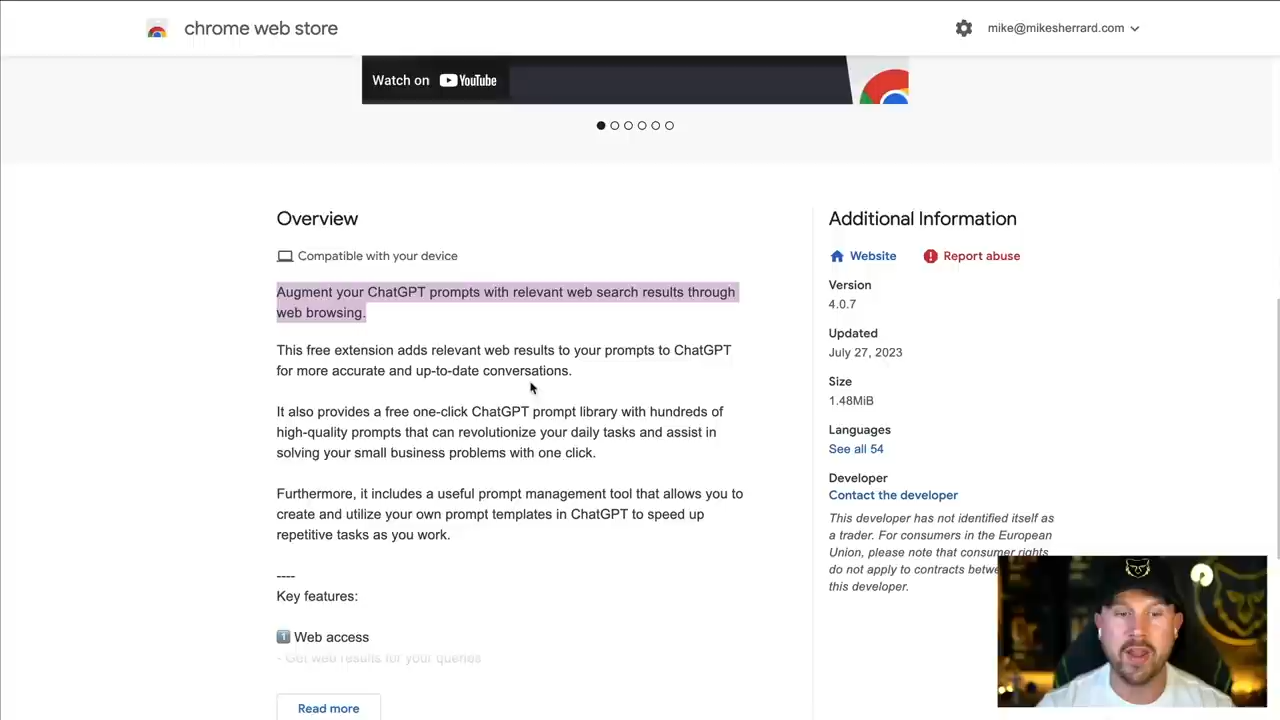 chrome web store
mike@mikesherrard.com
Watch on YouTube
Overview
Compatible with your device
Augment your ChatGPT prompts with relevant web search results through
web browsing.
This free extension adds relevant web results to your prompts to ChatGPT
for more accurate and up-to-date conversations.
It also provides a free one-click ChatGPT prompt library with hundreds of
high-quality prompts that can revolutionize your daily tasks and assist in
solving your small business problems with one click.
Furthermore, it includes a useful prompt management tool that allows you to
create and utilize your own prompt templates in ChatGPT to speed up
repetitive tasks as you work.
----
Key features:
1️⃣ Web access
- Get web results for your queries
Read more
Additional Information
Website
Report abuse
Version
4.0.7
Updated
July 27, 2023
Size
1.48MiB
Languages
See all 54
Developer
Contact the developer
This developer has not identified itself as
a trader. For consumers in the European
Union, please note that consumer rights
do not apply to contracts
this developer.